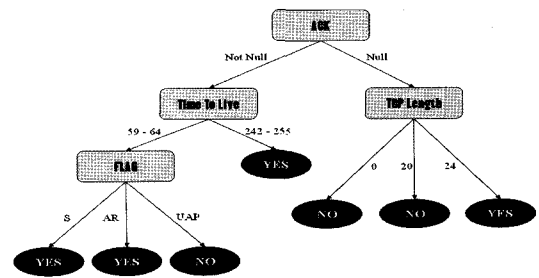 ACK
Not Null
Null
Time To Live
TCP Length
59 - 64
242 - 255
FLAG
YES
0
20
24
S
AR
UAP
NO
NO
YES
YES
YES
NO